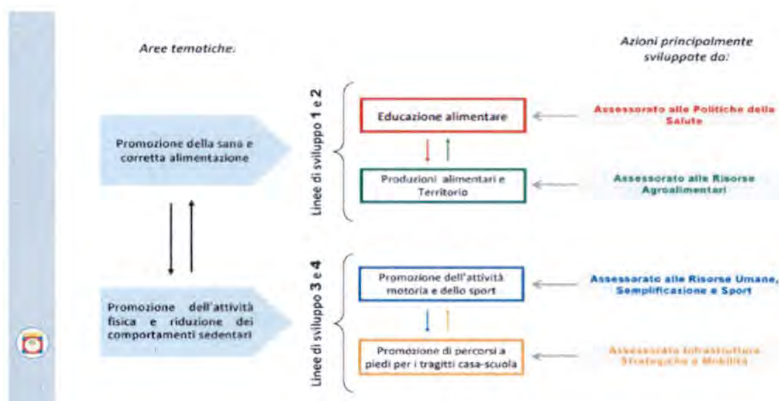 Aree tematiche:
Azioni principalmente
sviluppate da:
Promozione della sana e
corretta alimentazione
Linee di sviluppo 1 e 2
Educazione alimentare
Assessorato alle Politiche della
Salute
Produzioni alimentari e
Territorio
Assessorato alle Risorse
Agroalimentari
Promozione dell'attività
fisica e riduzione dei
comportamenti sedentari
Linee di sviluppo 3 e 4
Promozione dell'attività
motoria e dello sport
Assessorato alle Risorse Umane,
Semplificazione e Sport
Promozione di percorsi a
piedi per i tragitti casa-scuola
Assessorato Infrastrutture
Strategiche e Mobilità